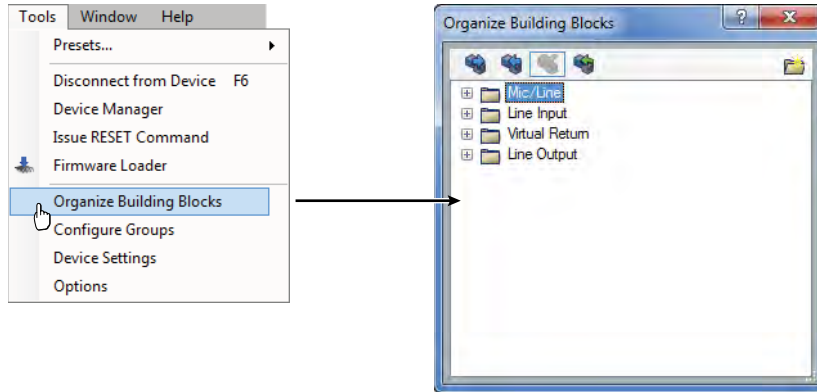 Tools Window Help
Presets...
Disconnect from Device F6
Device Manager
Issue RESET Command
Firmware Loader
Organize Building Blocks
Configure Groups
Device Settings
Options
Organize Building Blocks
Mic/Line
Line Input
Virtual Return
Line Output